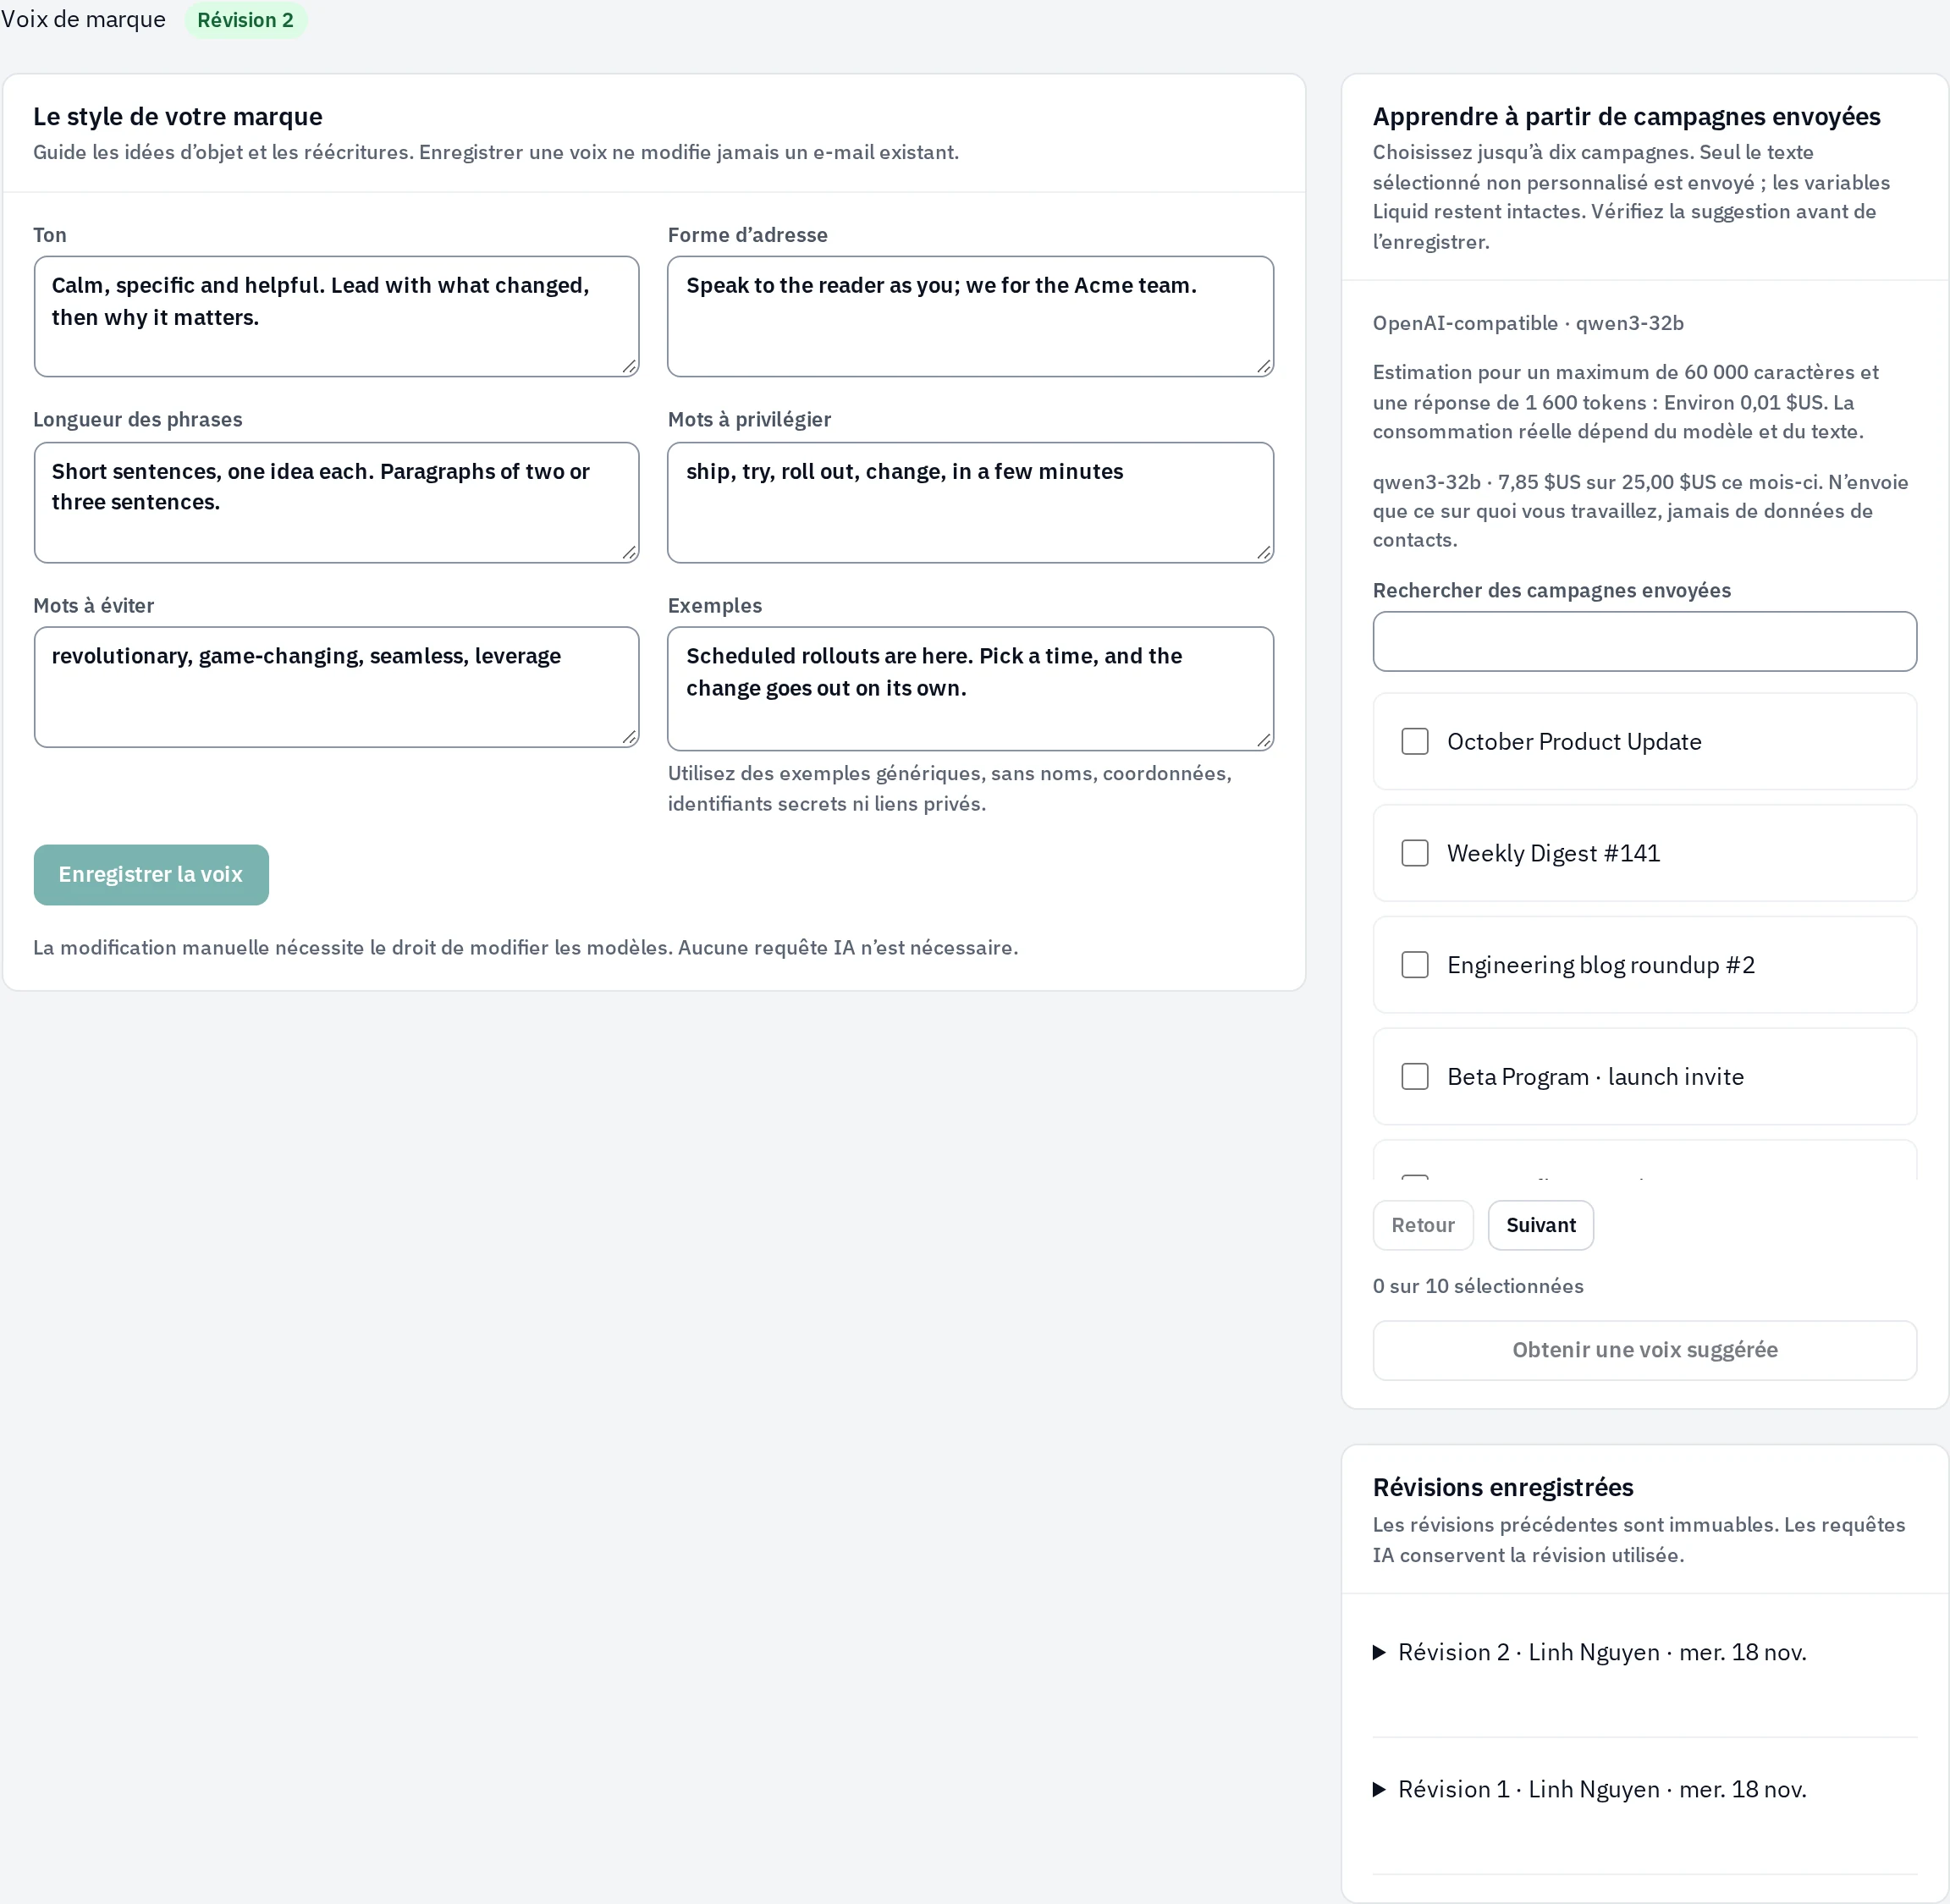 Voix de marque
Révision 2
Le style de votre marque
Guide les idées d’objet et les réécritures. Enregistrer une voix ne modifie jamais un e-mail existant.
Ton
Calm, specific and helpful. Lead with what changed,
then why it matters.
Forme d’adresse
Speak to the reader as you; we for the Acme team.
Longueur des phrases
Short sentences, one idea each. Paragraphs of two or
three sentences.
Mots à privilégier
ship, try, roll out, change, in a few minutes
Mots à éviter
revolutionary, game-changing, seamless, leverage
Exemples
Scheduled rollouts are here. Pick a time, and the
change goes out on its own.
Utilisez des exemples génériques, sans noms, coordonnées,
identifiants secrets ni liens privés.
Enregistrer la voix
La modification manuelle nécessite le droit de modifier les modèles. Aucune requête IA n’est nécessaire.
Apprendre à partir de campagnes envoyées
Choisissez jusqu’à dix campagnes. Seul le texte
sélectionné non personnalisé est envoyé ; les variables
Liquid restent intactes. Vérifiez la suggestion avant de
l’enregistrer.
OpenAI-compatible · qwen3-32b
Estimation pour un maximum de 60 000 caractères et
une réponse de 1 600 tokens : Environ 0,01 $US. La
consommation réelle dépend du modèle et du texte.
qwen3-32b · 7,85 $US sur 25,00 $US ce mois-ci. N’envoie
que ce sur quoi vous travaillez, jamais de données de
contacts.
Rechercher des campagnes envoyées
October Product Update
Weekly Digest #141
Engineering blog roundup #2
Beta Program · launch invite
Retour
Suivant
0 sur 10 sélectionnées
Obtenir une voix suggérée
Révisions enregistrées
Les révisions précédentes sont immuables. Les requêtes
IA conservent la révision utilisée.
Révision 2 · Linh Nguyen · mer. 18 nov.
Révision 1 · Linh Nguyen · mer. 18 nov.